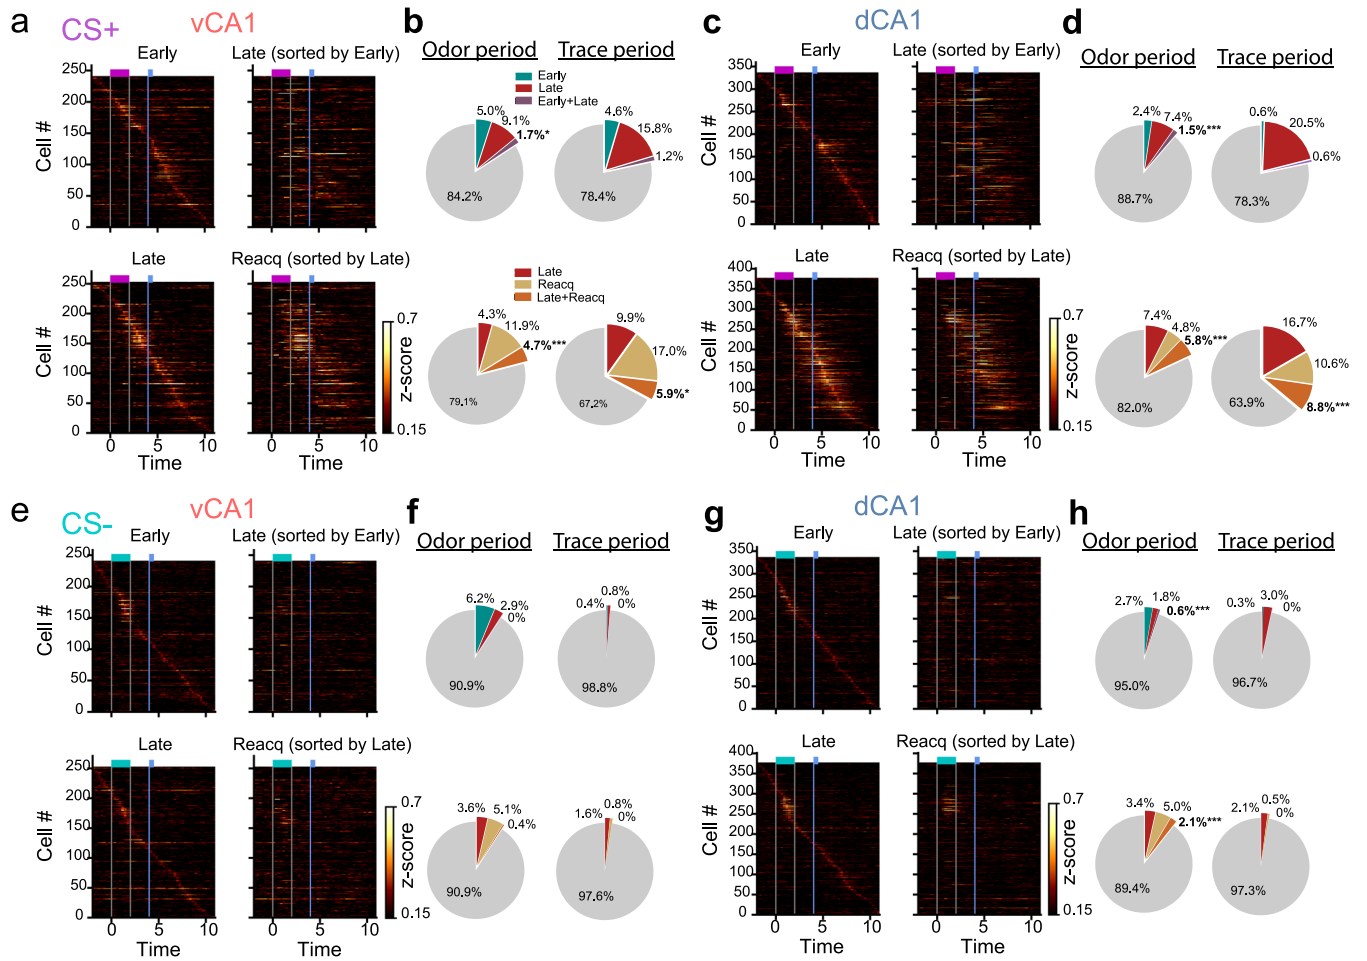 a
CS+
vCA1
Early
Late (sorted by Early)
250
200
150
100
50
0
Cell #
Late
Reacq (sorted by Late)
250
200
150
100
50
0
Cell #
0
5
10
Time
0
5
10
Time
0.7
z-score
0.15
b
Odor period
Trace period
Early
Late
Early+Late
5.0%
9.1%
1.7%*
84.2%
4.6%
15.8%
1.2%
78.4%
Late
Reacq
Late+Reacq
4.3%
11.9%
4.7%***
79.1%
9.9%
17.0%
5.9%*
67.2%
c
dCA1
Early
Late (sorted by Early)
350
300
250
200
150
100
50
0
Cell #
Late
Reacq (sorted by Late)
400
350
300
250
200
150
100
50
0
Cell #
0
5
10
Time
0
5
10
Time
0.7
z-score
0.15
d
Odor period
Trace period
2.4%
7.4%
1.5%***
88.7%
0.6%
20.5%
0.6%
78.3%
7.4%
4.8%
5.8%***
82.0%
16.7%
10.6%
8.8%***
63.9%
e
CS-
vCA1
Early
Late (sorted by Early)
250
200
150
100
50
0
Cell #
Late
Reacq (sorted by Late)
250
200
150
100
50
0
Cell #
0
5
10
Time
0
5
10
Time
0.7
z-score
0.15
f
Odor period
Trace period
6.2%
2.9%
0%
90.9%
0.4%
0.8%
0%
98.8%
3.6%
5.1%
0.4%
90.9%
1.6%
0.8%
0%
97.6%
g
dCA1
Early
Late (sorted by Early)
350
300
250
200
150
100
50
0
Cell #
Late
Reacq (sorted by Late)
400
350
300
250
200
150
100
50
0
Cell #
0
5
10
Time
0
5
10
Time
0.7
z-score
0.15
h
Odor period
Trace period
2.7%
1.8%
0.6%***
95.0%
0.3%
3.0%
0%
96.7%
3.4%
5.0%
2.1%***
89.4%
2.1%
0.5%
0%
97.3%